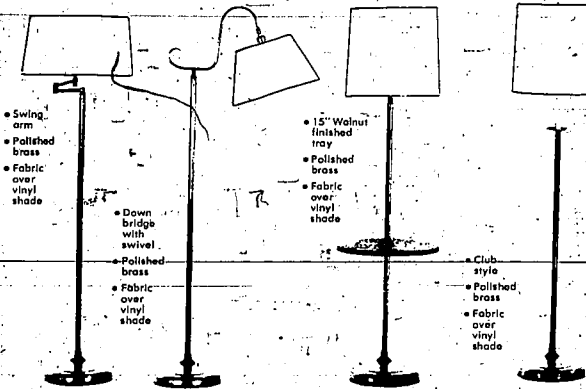 • Swing arm
• Polished brass
• Fabric over vinyl shade
• Down bridge with swivel
• Polished brass
• Fabric over vinyl shade
• 15" Walnut finished tray
• Polished brass
• Fabric over vinyl shade
• Club style
• Polished brass
• Fabric over vinyl shade